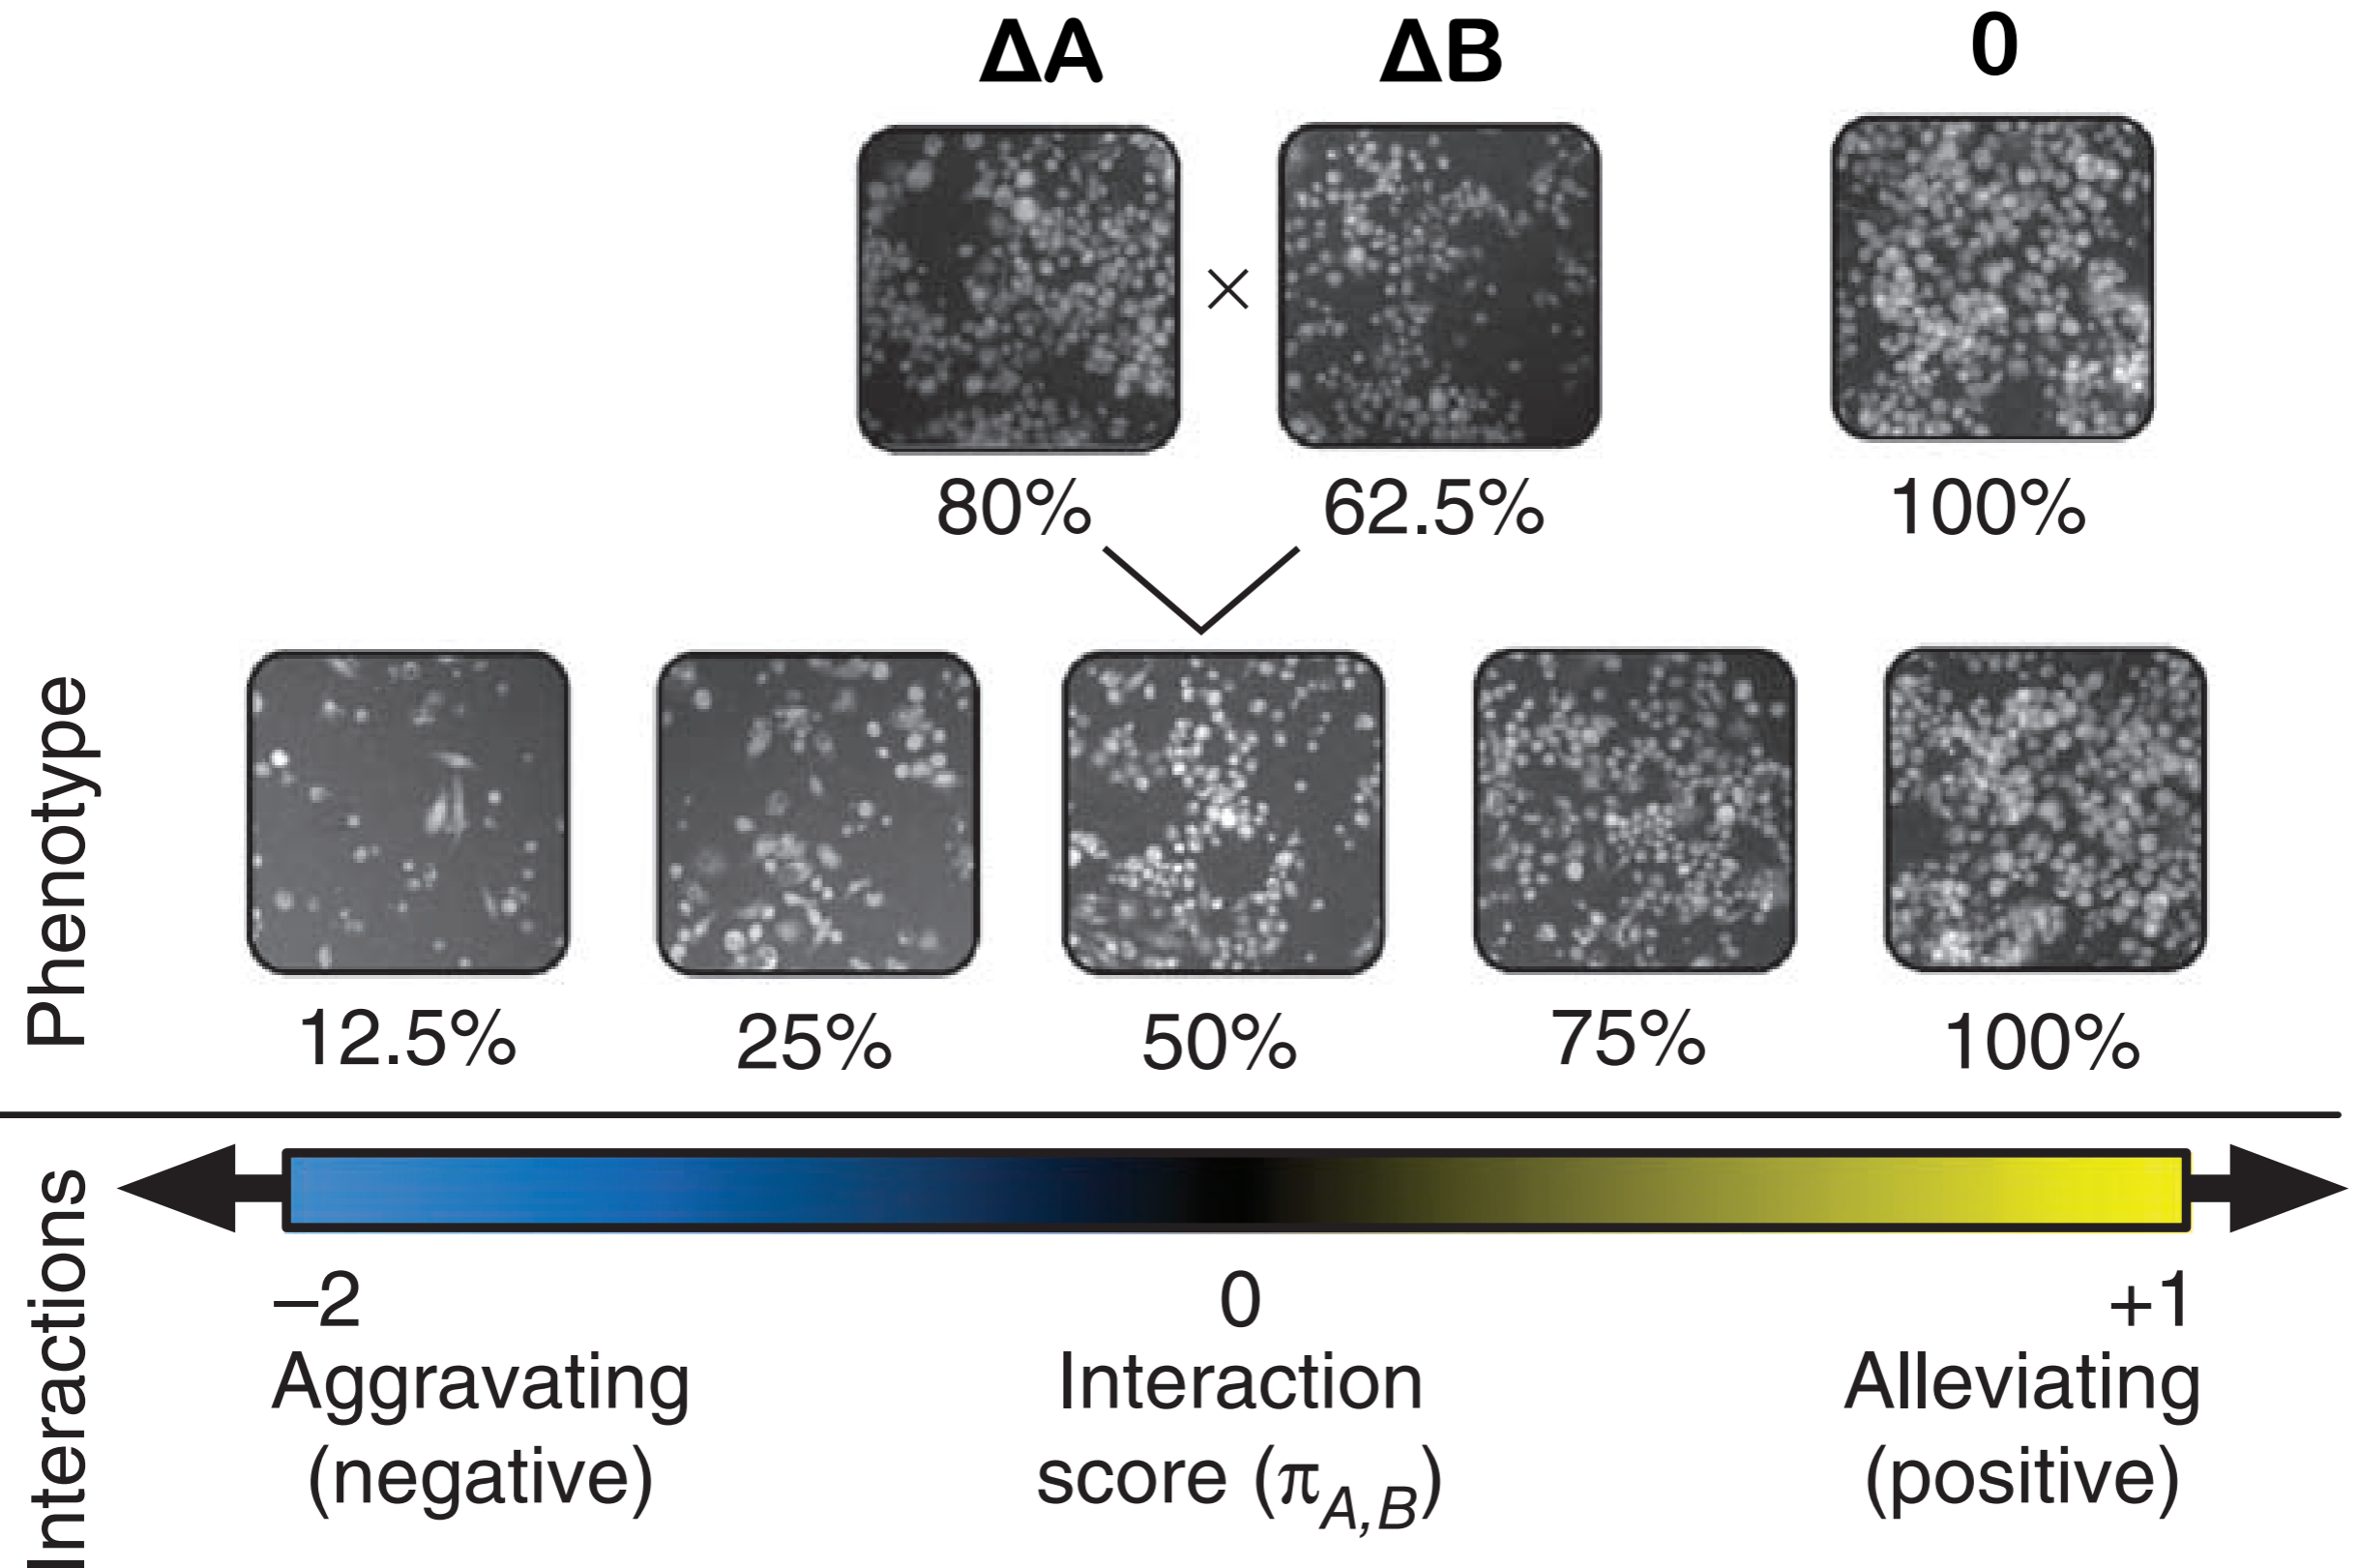 ΔA ΔB 0
×
80% 62.5% 100%
Phenotype
12.5% 25% 50% 75% 100%
Interactions
–2 0 +1
Aggravating Interaction Alleviating
(negative) score (πA,B) (positive)